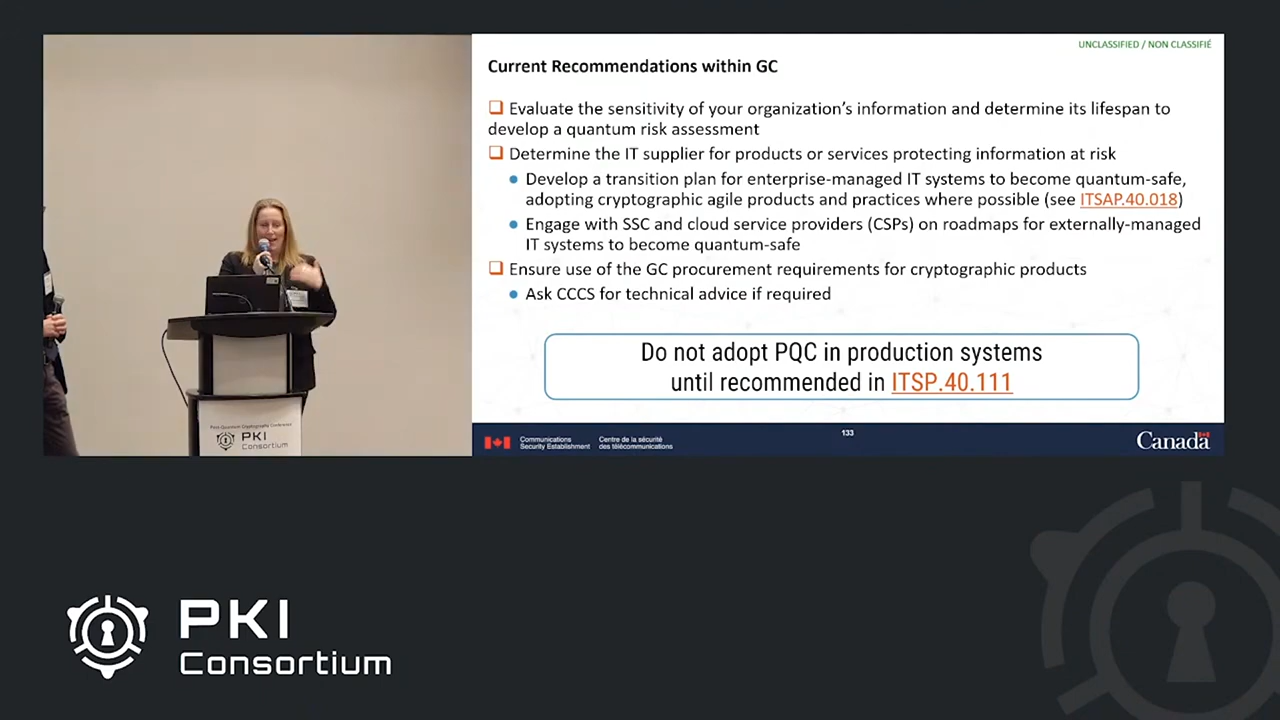 UNCLASSIFIED / NON CLASSIFIÉ
Current Recommendations within GC
Evaluate the sensitivity of your organization's information and determine its lifespan to
develop a quantum risk assessment
Determine the IT supplier for products or services protecting information at risk
Develop a transition plan for enterprise-managed IT systems to become quantum-safe,
adopting cryptographic agile products and practices where possible (see ITSAP.40.018)
Engage with SSC and cloud service providers (CSPs) on roadmaps for externally-managed
IT systems to become quantum-safe
Ensure use of the GC procurement requirements for cryptographic products
Ask CCCS for technical advice if required
Do not adopt PQC in production systems
until recommended in ITSP.40.111
133
Communications
Security Establishment
Centre de la sécurité
des télécommunications
Canada
Post-Quantum Cryptography Conference
PKI
Consortium
PKI
Consortium